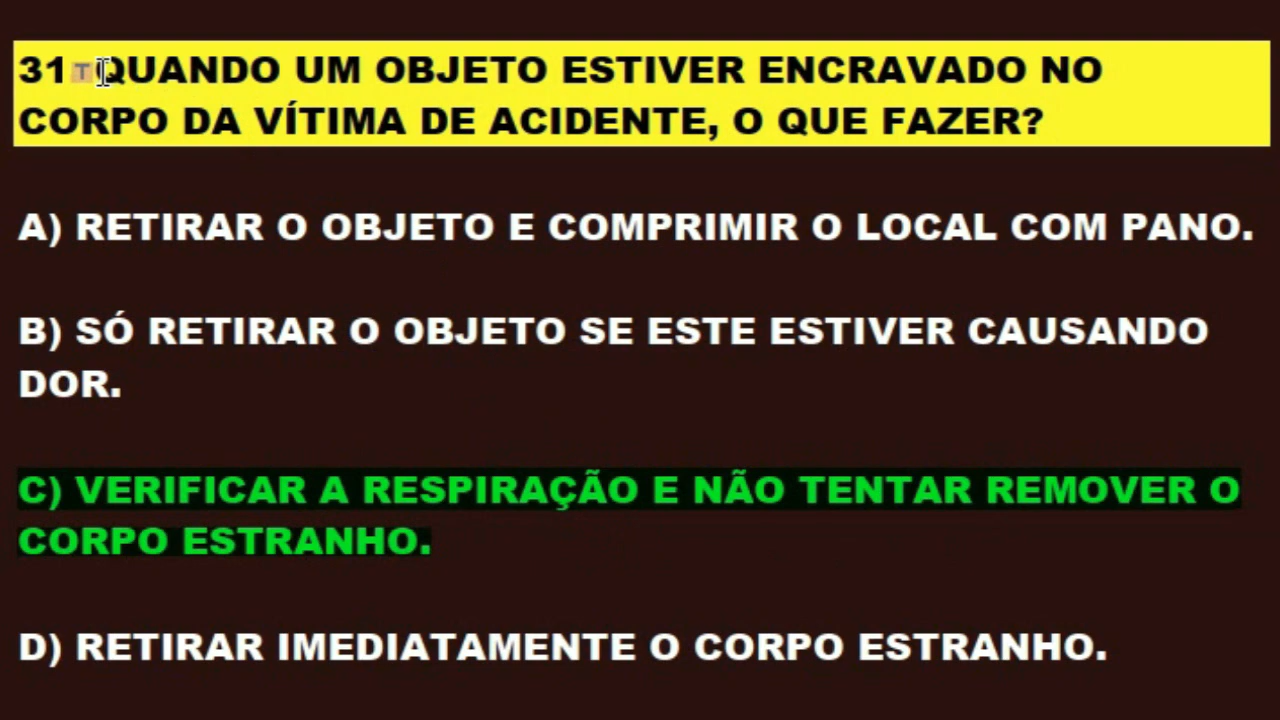 31 QUANDO UM OBJETO ESTIVER ENCRAVADO NO
CORPO DA VÍTIMA DE ACIDENTE, O QUE FAZER?
A) RETIRAR O OBJETO E COMPRIMIR O LOCAL COM PANO.
B) SÓ RETIRAR O OBJETO SE ESTE ESTIVER CAUSANDO
DOR.
C) VERIFICAR A RESPIRAÇÃO E NÃO TENTAR REMOVER O
CORPO ESTRANHO.
D) RETIRAR IMEDIATAMENTE O CORPO ESTRANHO.